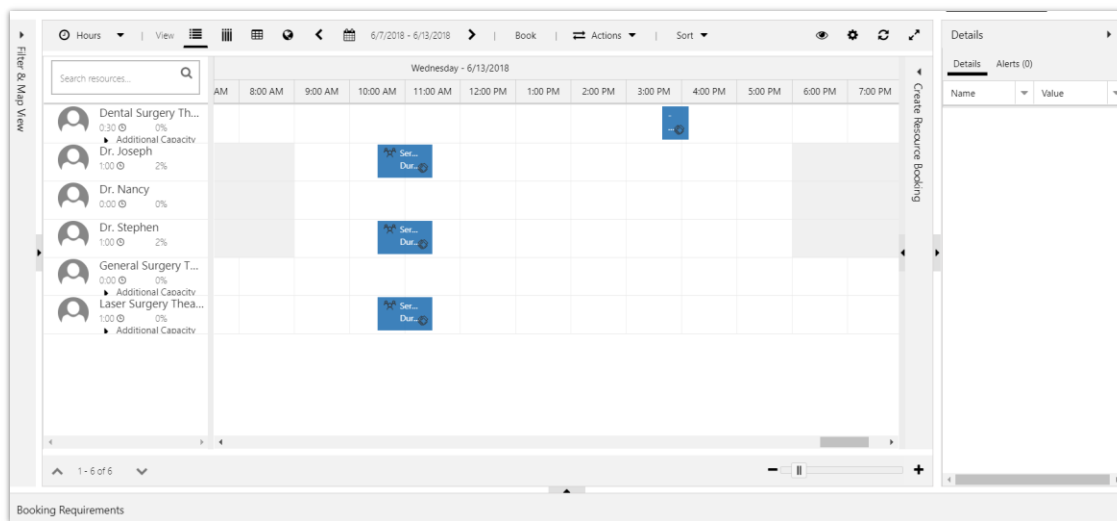 Hours View 6/7/2018 - 6/13/2018 Book Actions Sort
Details
Filter & Map View
Search resources...
Wednesday - 6/13/2018
Details Alerts (0)
AM 8:00 AM 9:00 AM 10:00 AM 11:00 AM 12:00 PM 1:00 PM 2:00 PM 3:00 PM 4:00 PM 5:00 PM 6:00 PM 7:00 PM
Name Value
Create Resource Booking
Dental Surgery Th...
0:30 0%
Additional Capacity
- ...
Dr. Joseph
1:00 2%
Ser...
Dur...
Dr. Nancy
0:00 0%
Dr. Stephen
1:00 2%
Ser...
Dur...
General Surgery T...
0:00 0%
Additional Capacity
Laser Surgery Thea...
1:00 0%
Additional Capacity
Ser...
Dur...
1 - 6 of 6
Booking Requirements